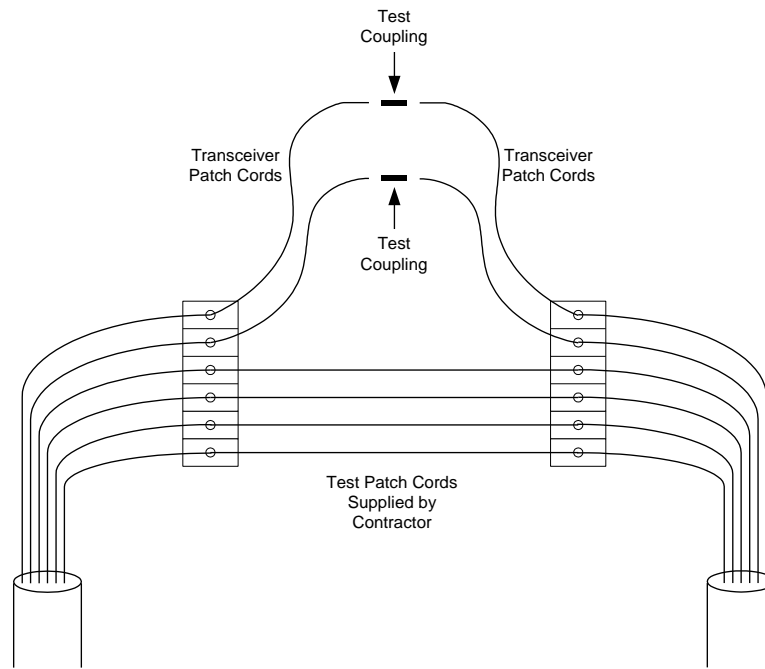 Test
Coupling
Transceiver
Patch Cords
Transceiver
Patch Cords
Test
Coupling
Test Patch Cords
Supplied by
Contractor